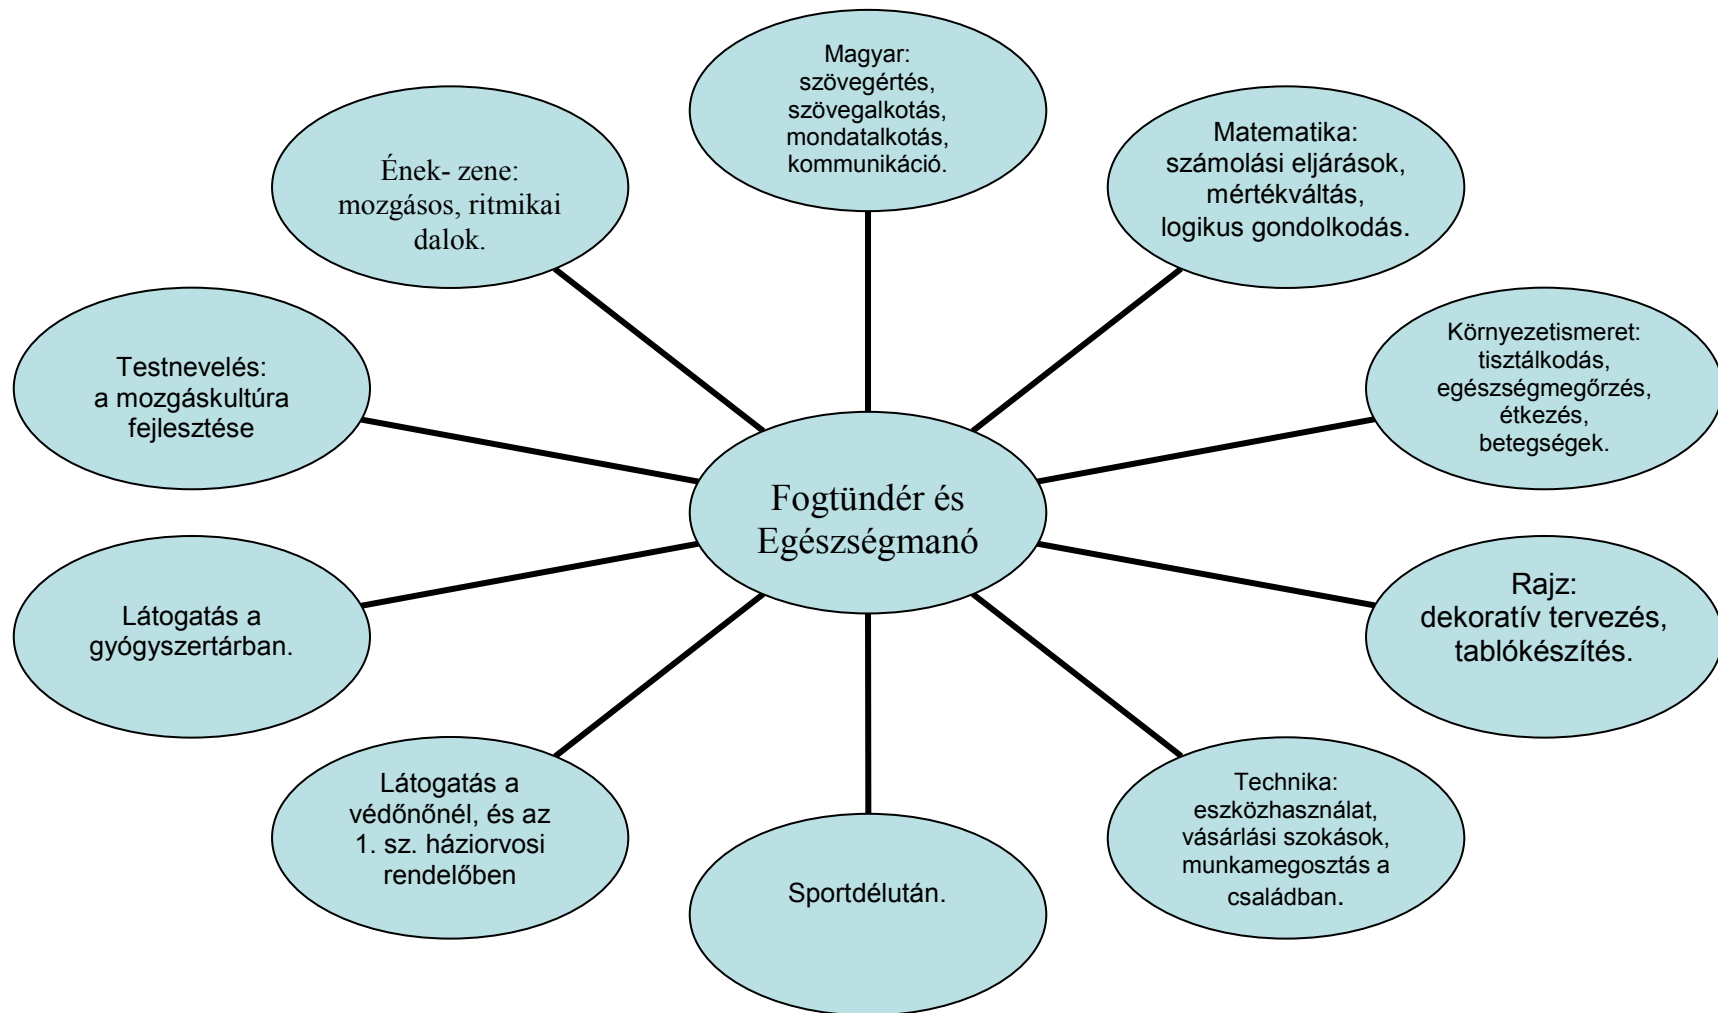 Magyar:
szövegértés,
szövegalkotás,
mondatalkotás,
kommunikáció.
Matematika:
számolási eljárások,
mértékváltás,
logikus gondolkodás.
Környezetismeret:
tisztálkodás,
egészségmegőrzés,
étkezés,
betegségek.
Rajz:
dekoratív tervezés,
tablókészítés.
Technika:
eszközhasználat,
vásárlási szokások,
munkamegosztás a
családban.
Sportdélután.
Látogatás a
védőnőnél, és az
1. sz. háziorvosi
rendelőben
Látogatás a
gyógyszertárban.
Testnevelés:
a mozgáskultúra
fejlesztése
Ének- zene:
mozgásos, ritmikai
dalok.
Fogtündér és
Egészségmanó